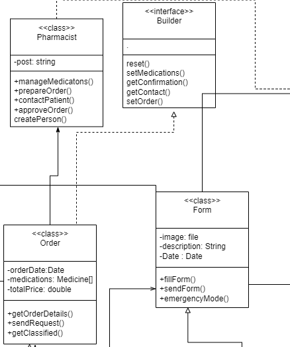 <<class>>
Pharmacist
-post: string
+manageMedicatons()
+prepareOrder()
+contactPatient()
+approveOrder()
createPerson()
<<interface>>
Builder
.
reset()
setMedications()
getConfirmation()
getContact()
setOrder()
<<class>>
Order
-orderDate:Date
-medications: Medicine[]
-totalPrice: double
+getOrderDetails()
+sendRequest()
+getClassified()
<<class>>
Form
-image: file
-description: String
-Date : Date
+fillForm()
+sendForm()
+emergencyMode()